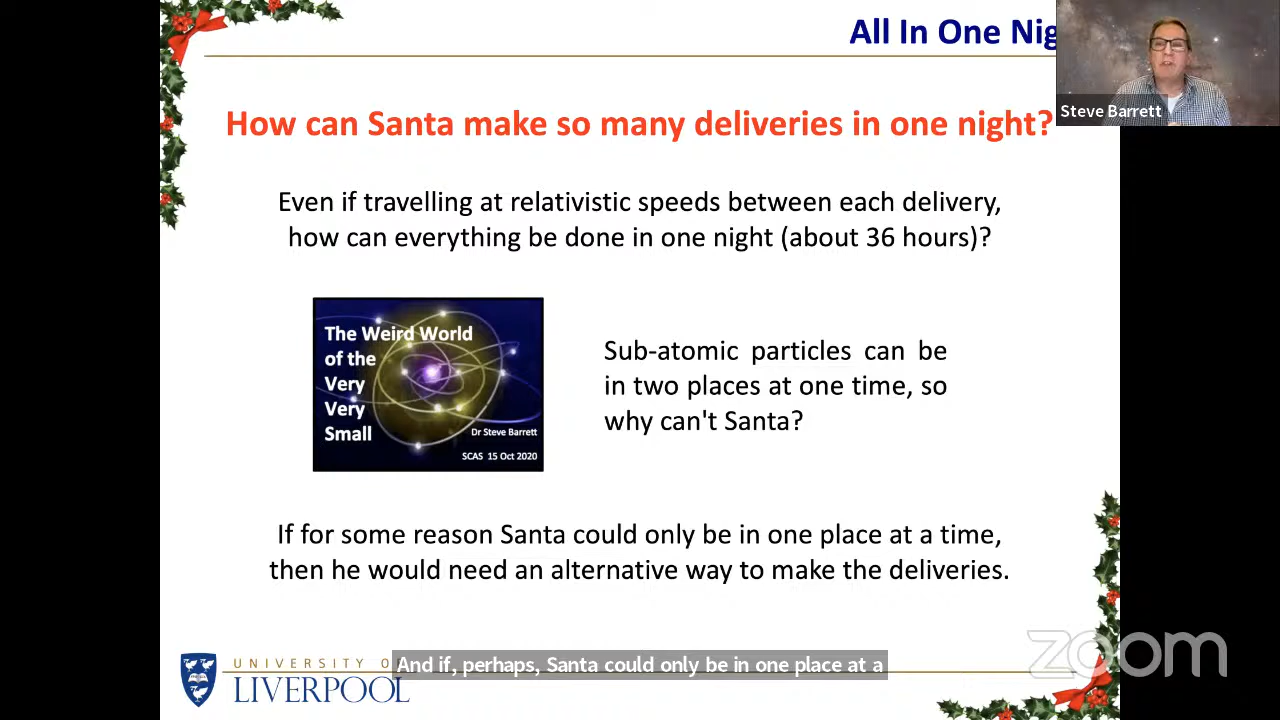 All In One Nig
Steve Barrett
How can Santa make so many deliveries in one night?
Even if travelling at relativistic speeds between each delivery,
how can everything be done in one night (about 36 hours)?
The Weird World
of the
Very
Very
Small
Dr Steve Barrett
SCAS 15 Oct 2020
Sub-atomic particles can be
in two places at one time, so
why can't Santa?
If for some reason Santa could only be in one place at a time,
then he would need an alternative way to make the deliveries.
zoom
UNIVERSITY O
LIVERPOOL
And if, perhaps, Santa could only be in one place at a